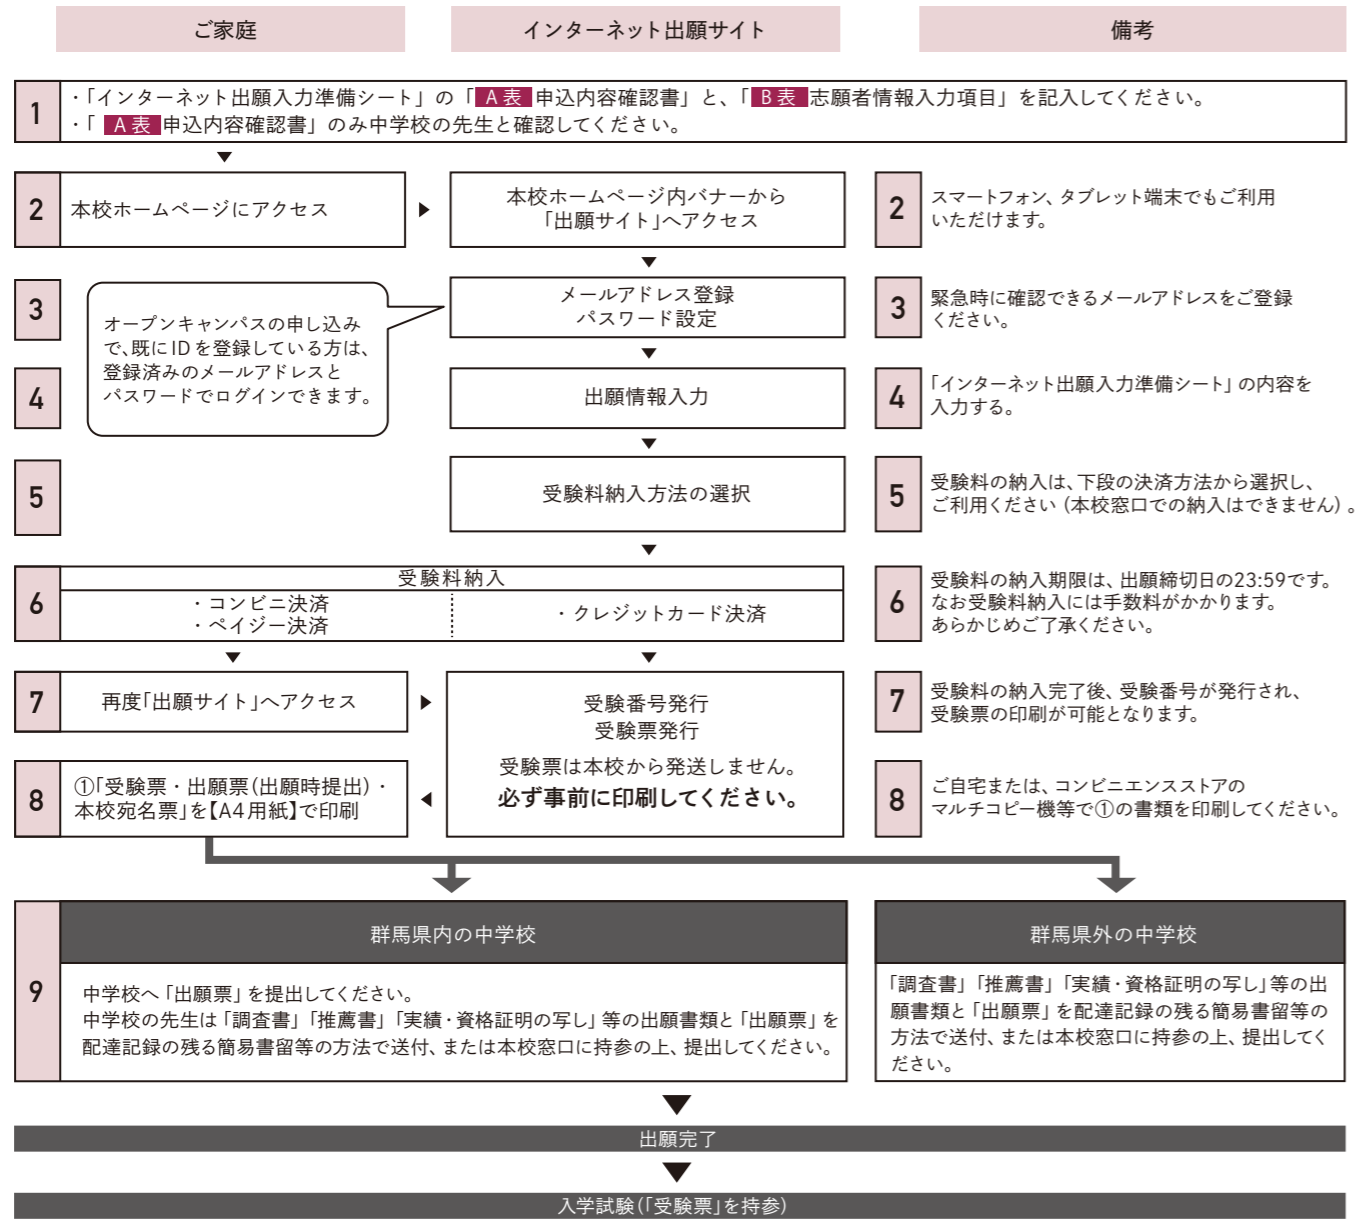 ご家庭
インターネット出願サイト
備考
1
・「インターネット出願入力準備シート」の「A表 申込内容確認書」と、「B表 志願者情報入力項目」を記入してください。
・「A表 申込内容確認書」のみ中学校の先生と確認してください。
2
本校ホームページにアクセス
本校ホームページ内バナーから
「出願サイト」へアクセス
2
スマートフォン、タブレット端末でもご利用
いただけます。
3
オープンキャンパスの申し込み
で、既にIDを登録している方は、
登録済みのメールアドレスと
パスワードでログインできます。
メールアドレス登録
パスワード設定
3
緊急時に確認できるメールアドレスをご登録
ください。
4
出願情報入力
4
「インターネット出願入力準備シート」の内容を
入力する。
5
受験料納入方法の選択
5
受験料の納入は、下段の決済方法から選択し、
ご利用ください（本校窓口での納入はできません）。
6
受験料納入
・コンビニ決済
・ペイジー決済
・クレジットカード決済
6
受験料の納入期限は、出願締切日の23:59です。
なお受験料納入には手数料がかかります。
あらかじめご了承ください。
7
再度「出願サイト」へアクセス
受験番号発行
受験票発行
受験票は本校から発送しません。
必ず事前に印刷してください。
7
受験料の納入完了後、受験番号が発行され、
受験票の印刷が可能となります。
8
①「受験票・出願票(出願時提出)・
本校宛名票」を【A4用紙】で印刷
8
ご自宅または、コンビニエンスストアの
マルチコピー機等で①の書類を印刷してください。
9
群馬県内の中学校
中学校へ「出願票」を提出してください。
中学校の先生は「調査書」「推薦書」「実績・資格証明の写し」等の出願書類と「出願票」を
配達記録の残る簡易書留等の方法で送付、または本校窓口に持参の上、提出してください。
群馬県外の中学校
「調査書」「推薦書」「実績・資格証明の写し」等の出
願書類と「出願票」を配達記録の残る簡易書留等の
方法で送付、または本校窓口に持参の上、提出してく
ださい。
出願完了
入学試験(「受験票」を持参)